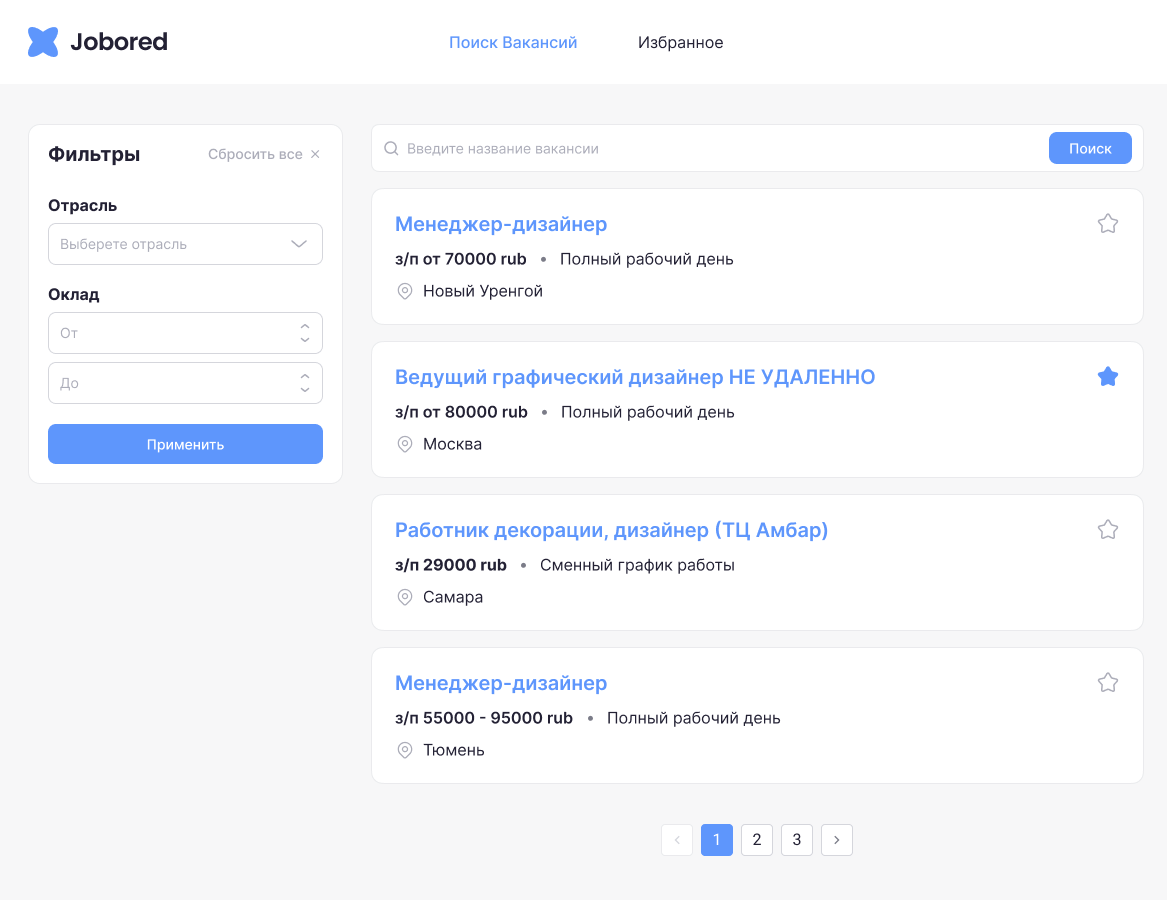 Jobored
Поиск Вакансий
Избранное
Фильтры
Сбросить все
Отрасль
Выберете отрасль
Оклад
От
До
Применить
Введите название вакансии
Поиск
Менеджер-дизайнер
з/п от 70000 rub • Полный рабочий день
Новый Уренгой
Ведущий графический дизайнер НЕ УДАЛЕННО
з/п от 80000 rub • Полный рабочий день
Москва
Работник декорации, дизайнер (ТЦ Амбар)
з/п 29000 rub • Сменный график работы
Самара
Менеджер-дизайнер
з/п 55000 - 95000 rub • Полный рабочий день
Тюмень
1 2 3